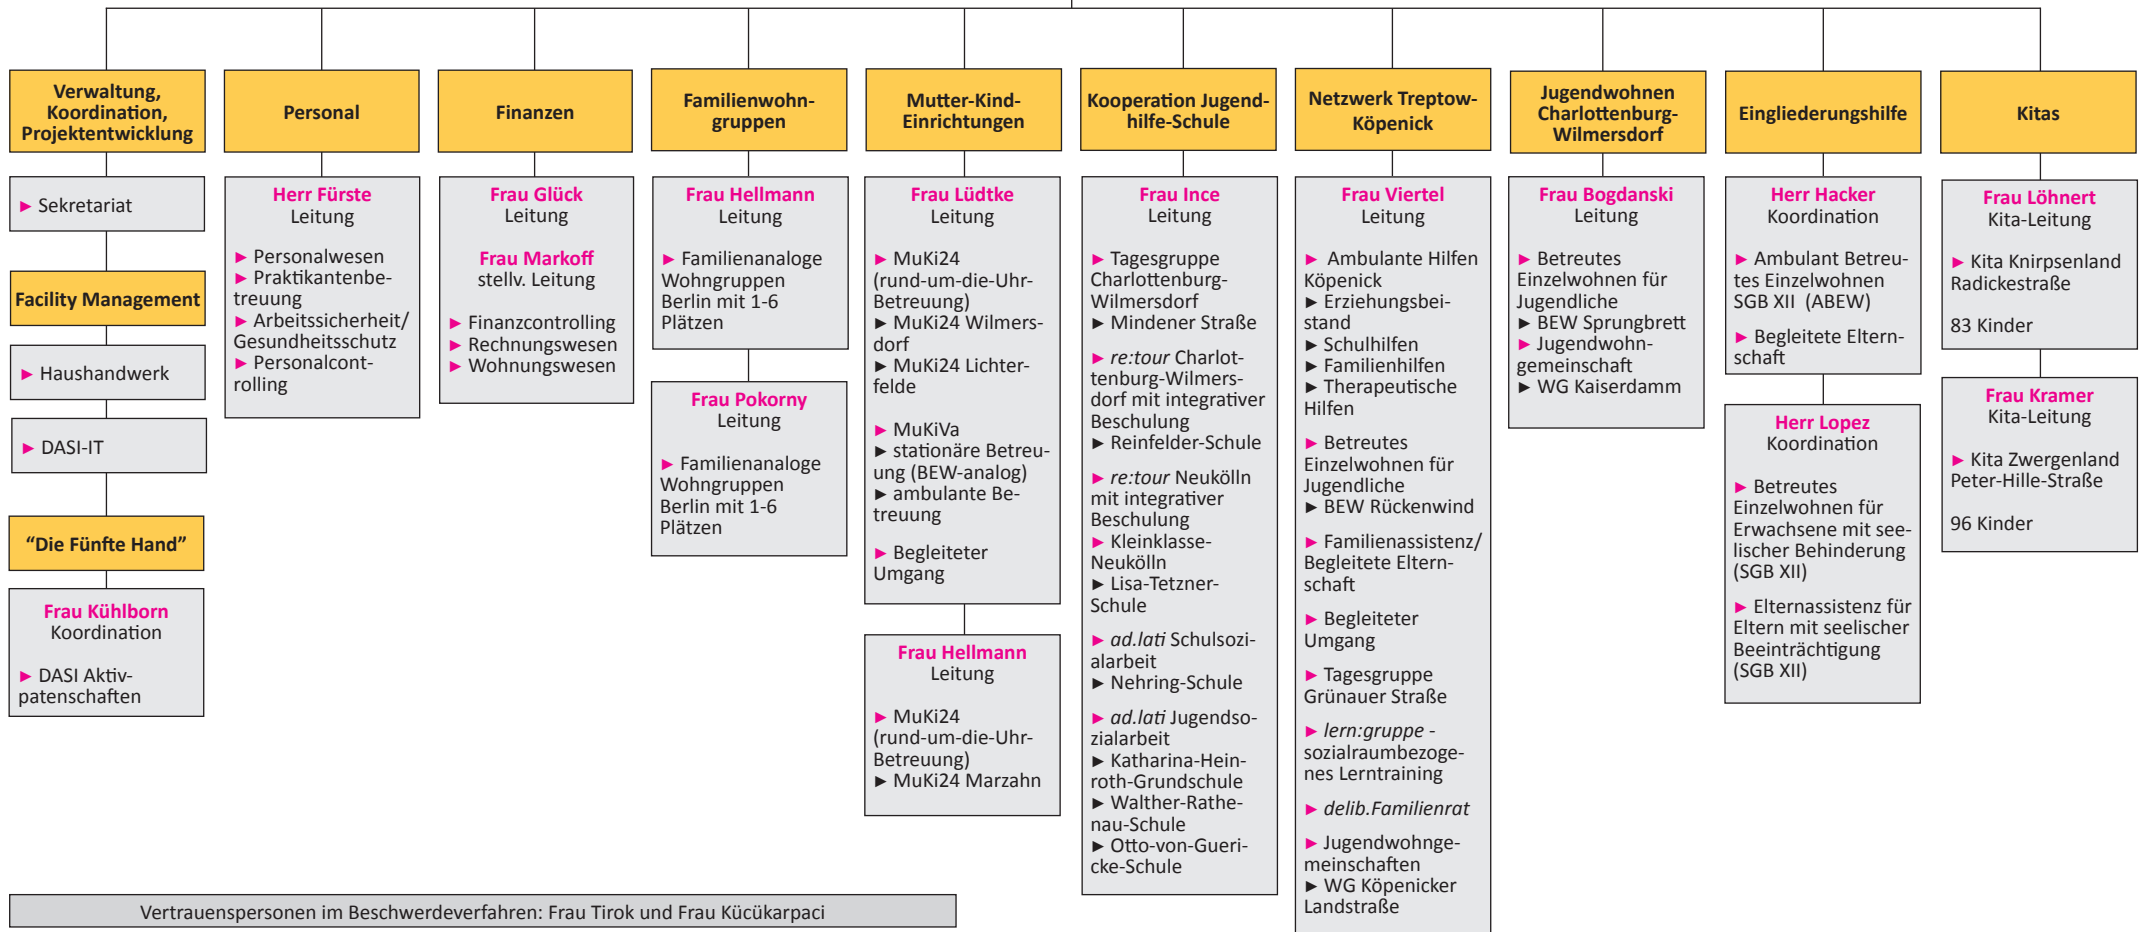 Verwaltung,
Koordination,
Projektentwicklung
► Sekretariat
Facility Management
► Haushandwerk
► DASI-IT
“Die Fünfte Hand”
Frau Kühlborn
Koordination
► DASI Aktiv-
patenschaften
Personal
Herr Fürste
Leitung
► Personalwesen
► Praktikantenbe-
treuung
► Arbeitssicherheit/
Gesundheitsschutz
► Personalcont-
rolling
Finanzen
Frau Glück
Leitung
Frau Markoff
stellv. Leitung
► Finanzcontrolling
► Rechnungswesen
► Wohnungswesen
Familienwohn-
gruppen
Frau Hellmann
Leitung
► Familienanaloge
Wohngruppen
Berlin mit 1-6
Plätzen
Frau Pokorny
Leitung
► Familienanaloge
Wohngruppen
Berlin mit 1-6
Plätzen
Mutter-Kind-
Einrichtungen
Frau Lüdtke
Leitung
► MuKi24
(rund-um-die-Uhr-
Betreuung)
► MuKi24 Wilmers-
dorf
► MuKi24 Lichter-
felde
► MuKiVa
► stationäre Betreu-
ung (BEW-analog)
► ambulante Be-
treuung
► Begleiteter
Umgang
Frau Hellmann
Leitung
► MuKi24
(rund-um-die-Uhr-
Betreuung)
► MuKi24 Marzahn
Kooperation Jugend-
hilfe-Schule
Frau Ince
Leitung
► Tagesgruppe
Charlottenburg-
Wilmersdorf
► Mindener Straße
► re:tour Charlot-
tenburg-Wilmers-
dorf mit integrativer
Beschulung
► Reinfelder-Schule
► re:tour Neukölln
mit integrativer
Beschulung
► Kleinklasse-
Neukölln
► Lisa-Tetzner-
Schule
► ad.lati Schulsozi-
alarbeit
► Nehring-Schule
► ad.lati Jugendso-
zialarbeit
► Katharina-Hein-
roth-Grundschule
► Walther-Rathe-
nau-Schule
► Otto-von-Gueri-
cke-Schule
Netzwerk Treptow-
Köpenick
Frau Viertel
Leitung
► Ambulante Hilfen
Köpenick
► Erziehungsbei-
stand
► Schulhilfen
► Familienhilfen
► Therapeutische
Hilfen
► Betreutes
Einzelwohnen für
Jugendliche
► BEW Rückenwind
► Familienassistenz/
Begleitete Eltern-
schaft
► Begleiteter
Umgang
► Tagesgruppe
Grünauer Straße
► lern:gruppe -
sozialraumbezoge-
nes Lerntraining
► delib.Familienrat
► Jugendwohnge-
meinschaften
► WG Köpenicker
Landstraße
Jugendwohnen
Charlottenburg-
Wilmersdorf
Frau Bogdanski
Leitung
► Betreutes
Einzelwohnen für
Jugendliche
► BEW Sprungbrett
► Jugendwohn-
gemeinschaft
► WG Kaiserdamm
Eingliederungshilfe
Herr Hacker
Koordination
► Ambulant Betreu-
tes Einzelwohnen
SGB XII (ABEW)
► Begleitete Eltern-
schaft
Herr Lopez
Koordination
► Betreutes
Einzelwohnen für
Erwachsene mit see-
lischer Behinderung
(SGB XII)
► Elternassistenz für
Eltern mit seelischer
Beeinträchtigung
(SGB XII)
Kitas
Frau Löhnert
Kita-Leitung
► Kita Knirpsenland
Radickestraße
83 Kinder
Frau Kramer
Kita-Leitung
► Kita Zwergenland
Peter-Hille-Straße
96 Kinder
Vertrauenspersonen im Beschwerdeverfahren: Frau Tirok und Frau Kücükarpaci